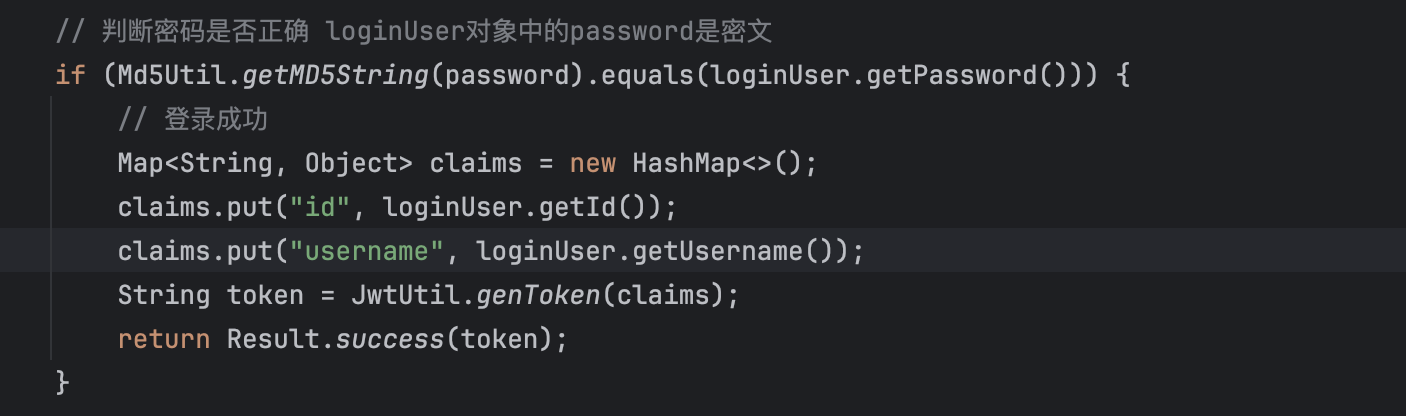 // 判断密码是否正确 loginUser对象中的password是密文
if (Md5Util.getMD5String(password).equals(loginUser.getPassword())) {
// 登录成功
Map<String, Object> claims = new HashMap<>();
claims.put("id", loginUser.getId());
claims.put("username", loginUser.getUsername());
String token = JwtUtil.genToken(claims);
return Result.success(token);
}